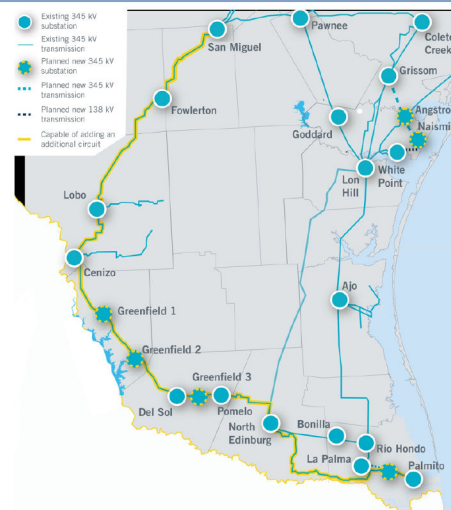 Existing 345 kV
substation
Existing 345 kV
transmission
Planned new 345 kV
substation
Planned new 345 kV
transmission
Planned new 138 kV
transmission
Capable of adding an
additional circuit
San Miguel
Pawnee
Colet
Creek
Grissom
Fowlerton
Angstro
Naismi
Goddard
White
Point
Lon
Hill
Lobo
Cenizo
Ajo
Greenfield 1
Greenfield 2
Greenfield 3
Del Sol
Pomelo
North
Edinburg
Bonilla
Rio Hondo
La Palma
Palmito